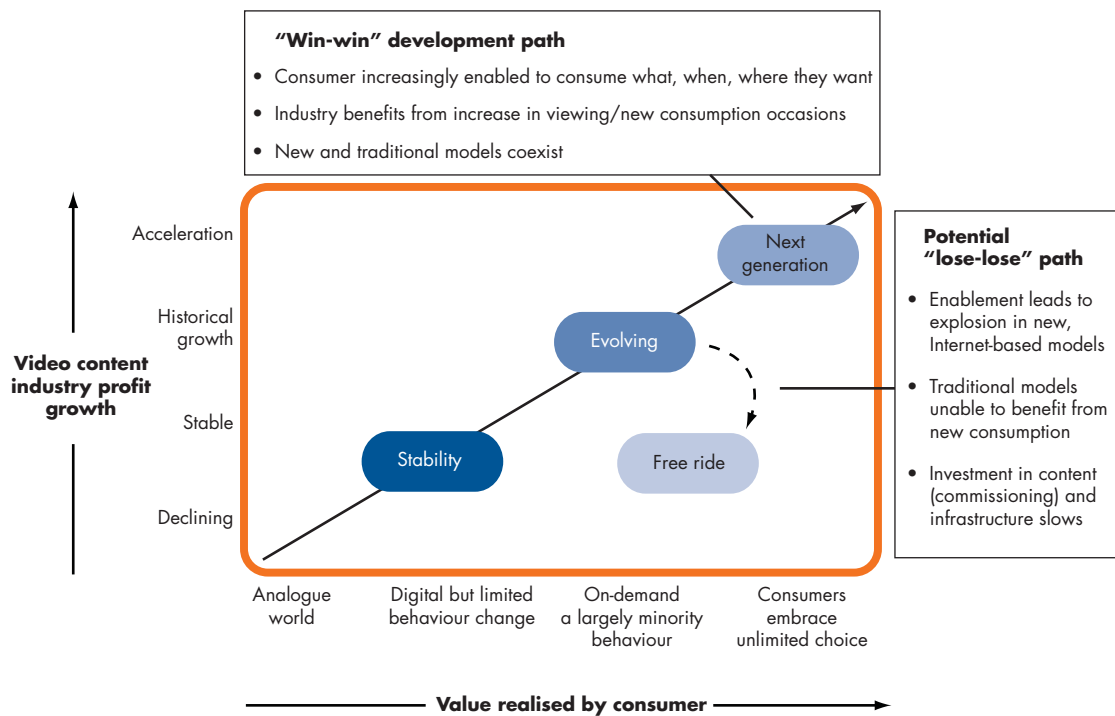 “Win-win” development path
• Consumer increasingly enabled to consume what, when, where they want
• Industry benefits from increase in viewing/new consumption occasions
• New and traditional models coexist
Video content
industry profit
growth
Acceleration
Historical
growth
Stable
Declining
Next
generation
Evolving
Stability
Free ride
Potential
“lose-lose” path
• Enablement leads to
explosion in new,
Internet-based models
• Traditional models
unable to benefit from
new consumption
• Investment in content
(commissioning) and
infrastructure slows
Analogue
world
Digital but limited
behaviour change
On-demand
a largely minority
behaviour
Consumers
embrace
unlimited choice
Value realised by consumer